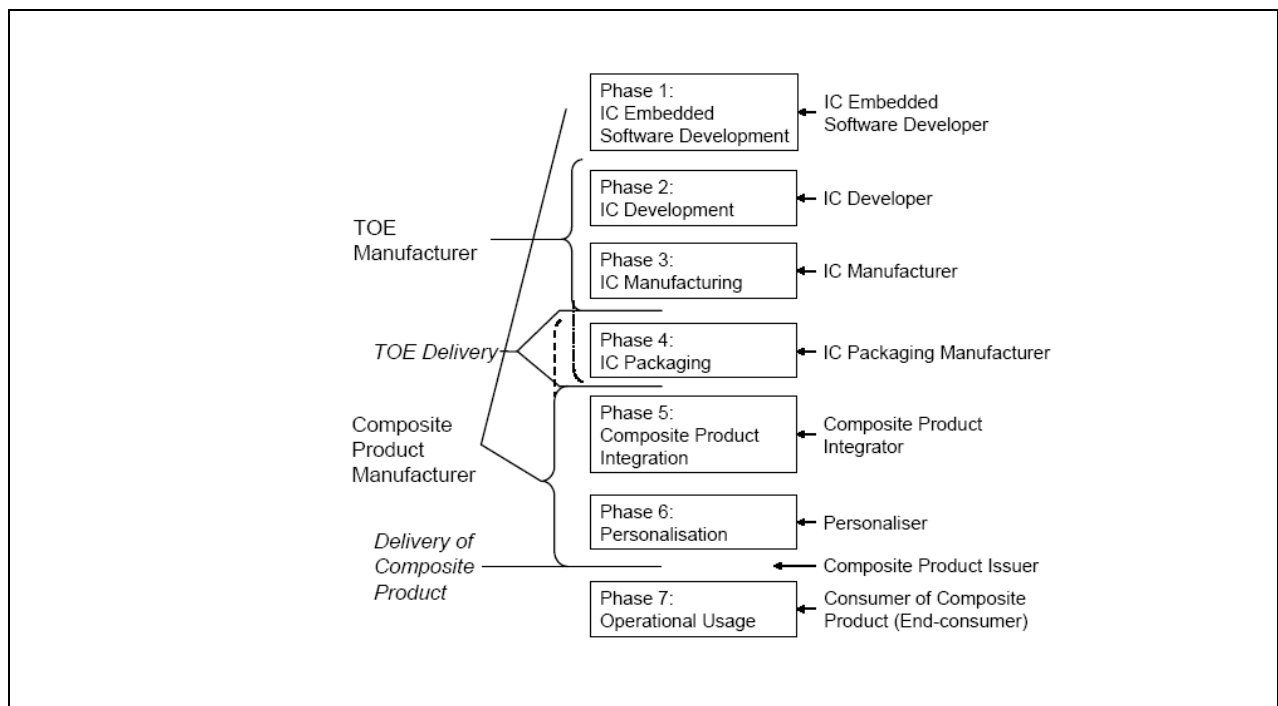 Phase 1:
IC Embedded
Software Development
IC Embedded
Software Developer
Phase 2:
IC Development
IC Developer
TOE
Manufacturer
Phase 3:
IC Manufacturing
IC Manufacturer
TOE Delivery
Phase 4:
IC Packaging
IC Packaging Manufacturer
Composite
Product
Manufacturer
Phase 5:
Composite Product
Integration
Composite Product
Integrator
Phase 6:
Personalisation
Personaliser
Delivery of
Composite
Product
Composite Product Issuer
Phase 7:
Operational Usage
Consumer of Composite
Product (End-consumer)